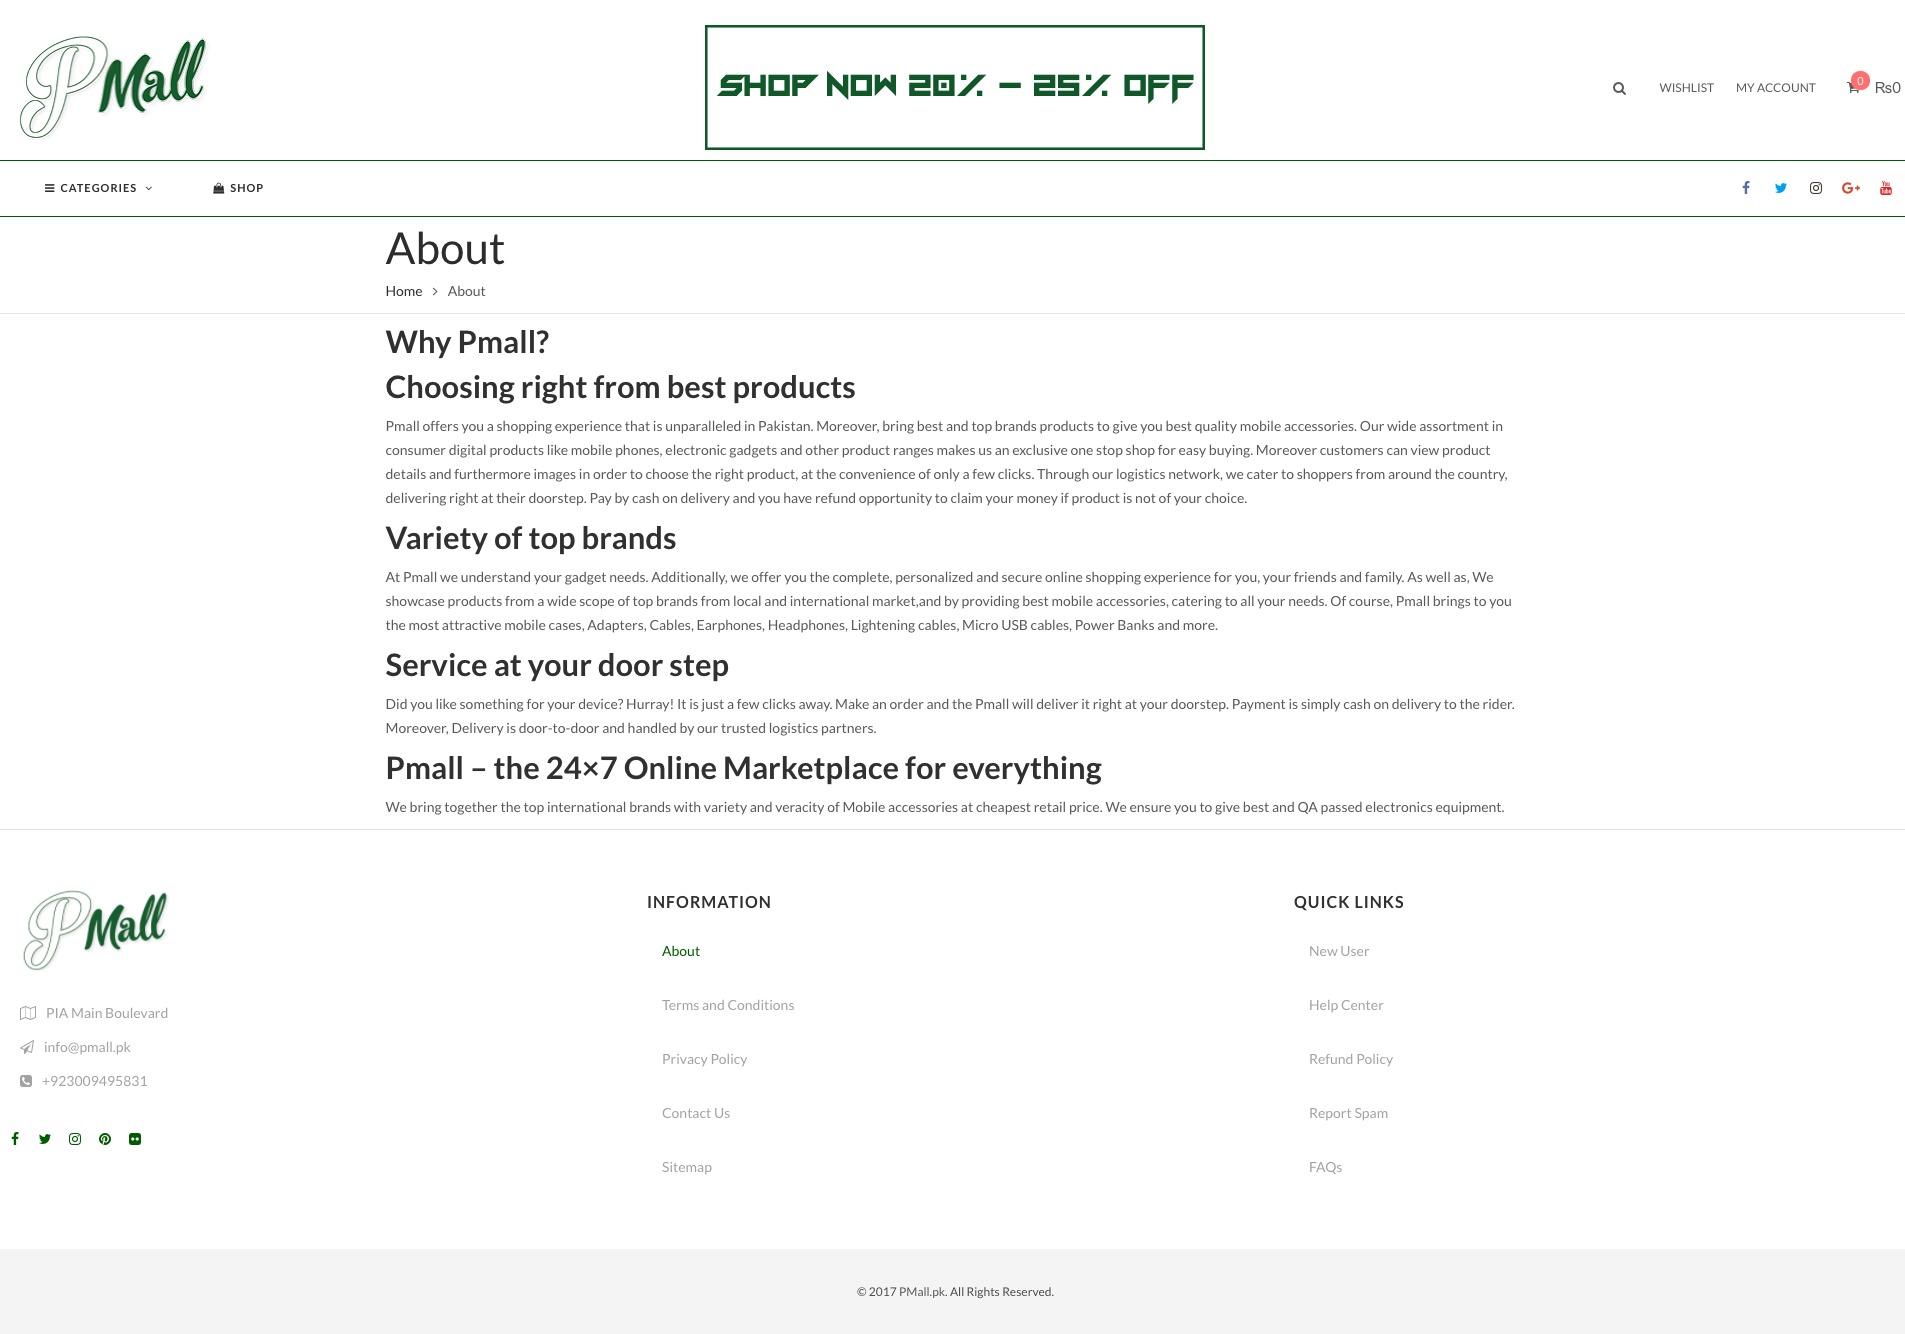 PMall
SHOP NOW 20% - 25% OFF
WISHLIST
MY ACCOUNT
0
₨0
CATEGORIES
SHOP
About
Home > About
Why Pmall?
Choosing right from best products
Pmall offers you a shopping experience that is unparalleled in Pakistan. Moreover, bring best and top brands products to give you best quality mobile accessories. Our wide assortment in
consumer digital products like mobile phones, electronic gadgets and other product ranges makes us an exclusive one stop shop for easy buying. Moreover customers can view product
details and furthermore images in order to choose the right product, at the convenience of only a few clicks. Through our logistics network, we cater to shoppers from around the country,
delivering right at their doorstep. Pay by cash on delivery and you have refund opportunity to claim your money if product is not of your choice.
Variety of top brands
At Pmall we understand your gadget needs. Additionally, we offer you the complete, personalized and secure online shopping experience for you, your friends and family. As well as, We
showcase products from a wide scope of top brands from local and international market,and by providing best mobile accessories, catering to all your needs. Of course, Pmall brings to you
the most attractive mobile cases, Adapters, Cables, Earphones, Headphones, Lightening cables, Micro USB cables, Power Banks and more.
Service at your door step
Did you like something for your device? Hurray! It is just a few clicks away. Make an order and the Pmall will deliver it right at your doorstep. Payment is simply cash on delivery to the rider.
Moreover, Delivery is door-to-door and handled by our trusted logistics partners.
Pmall – the 24×7 Online Marketplace for everything
We bring together the top international brands with variety and veracity of Mobile accessories at cheapest retail price. We ensure you to give best and QA passed electronics equipment.
PMall
PIA Main Boulevard
info@pmall.pk
+923009495831
INFORMATION
About
Terms and Conditions
Privacy Policy
Contact Us
Sitemap
QUICK LINKS
New User
Help Center
Refund Policy
Report Spam
FAQs
© 2017 PMall.pk. All Rights Reserved.